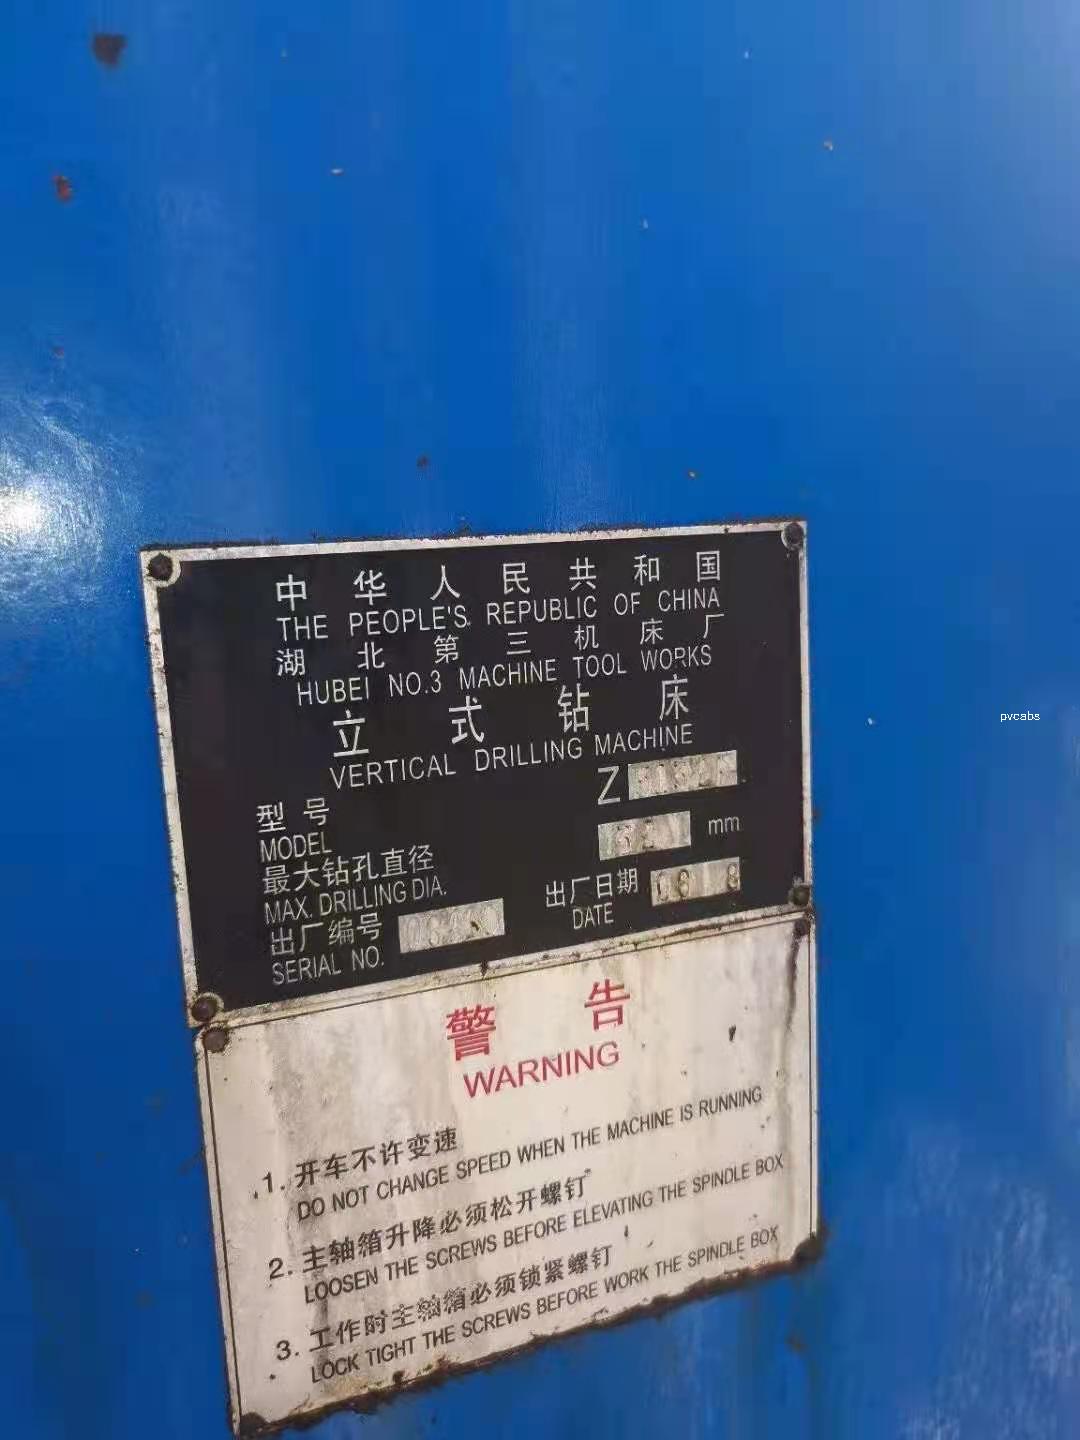 中华人民共和国
THE PEOPLE'S REPUBLIC OF CHINA
湖北第三机床厂
HUBEI NO.3 MACHINE TOOL WORKS
立式钻床
VERTICAL DRILLING MACHINE
型号 Z
MODEL
最大钻孔直径 mm
MAX. DRILLING DIA.
出厂编号
SERIAL NO.
出厂日期
DATE
警告
WARNING
1. 开车不许变速
DO NOT CHANGE SPEED WHEN THE MACHINE IS RUNNING
2. 主轴箱升降必须松开螺钉
LOOSEN THE SCREWS BEFORE ELEVATING THE SPINDLE BOX
3. 工作时主轴箱必须锁紧螺钉
LOCK TIGHT THE SCREWS BEFORE WORK THE SPINDLE BOX
pvcabs